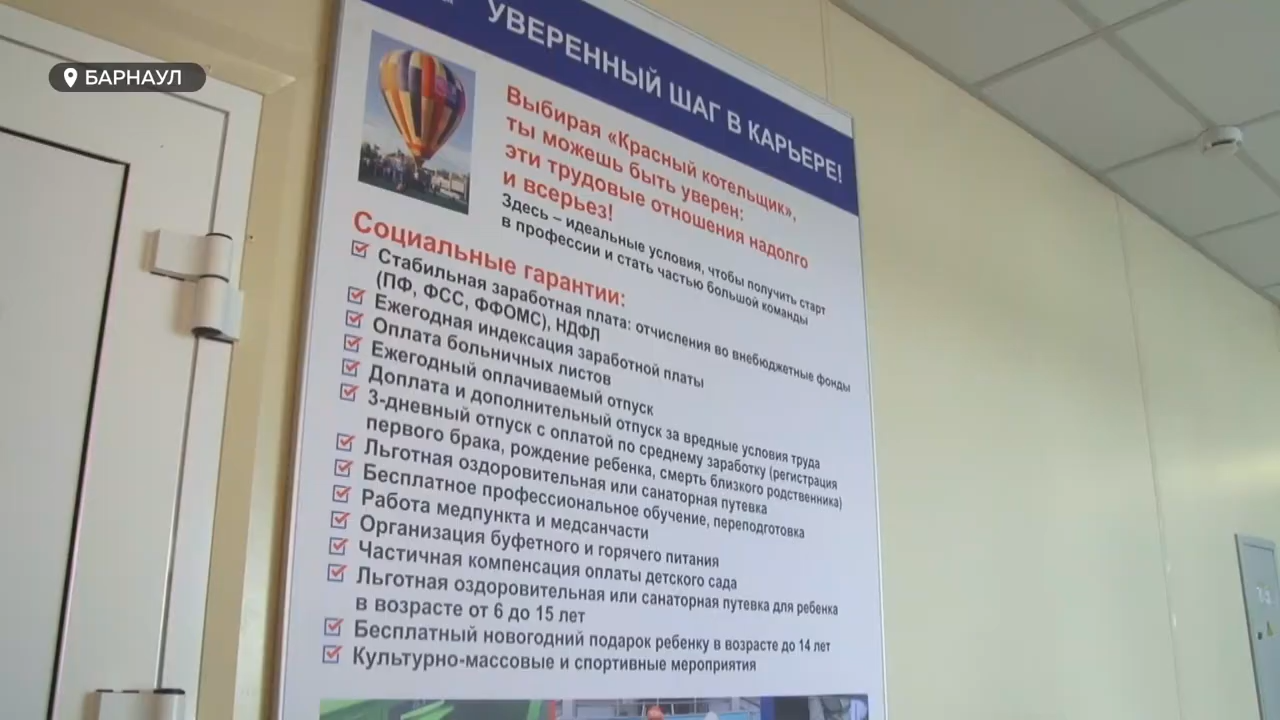 БАРНАУЛ
УВЕРЕННЫЙ ШАГ В КАРЬЕРЕ!
Выбирая «Красный котельщик»,
ты можешь быть уверен:
эти трудовые отношения надолго
и всерьез!
Здесь – идеальные условия, чтобы получить старт
в профессии и стать частью большой команды
Социальные гарантии:
Стабильная заработная плата: отчисления во внебюджетные фонды
(ПФ, ФСС, ФФОМС), НДФЛ
Ежегодная индексация заработной платы
Оплата больничных листов
Ежегодный оплачиваемый отпуск
Доплата и дополнительный отпуск за вредные условия труда
3-дневный отпуск с оплатой по среднему заработку (регистрация
первого брака, рождение ребенка, смерть близкого родственника)
Льготная оздоровительная или санаторная путевка
Бесплатное профессиональное обучение, переподготовка
Работа медпункта и медсанчасти
Организация буфетного и горячего питания
Частичная компенсация оплаты детского сада
Льготная оздоровительная или санаторная путевка для ребенка
в возрасте от 6 до 15 лет
Бесплатный новогодний подарок ребенку в возрасте до 14 лет
Культурно-массовые и спортивные мероприятия